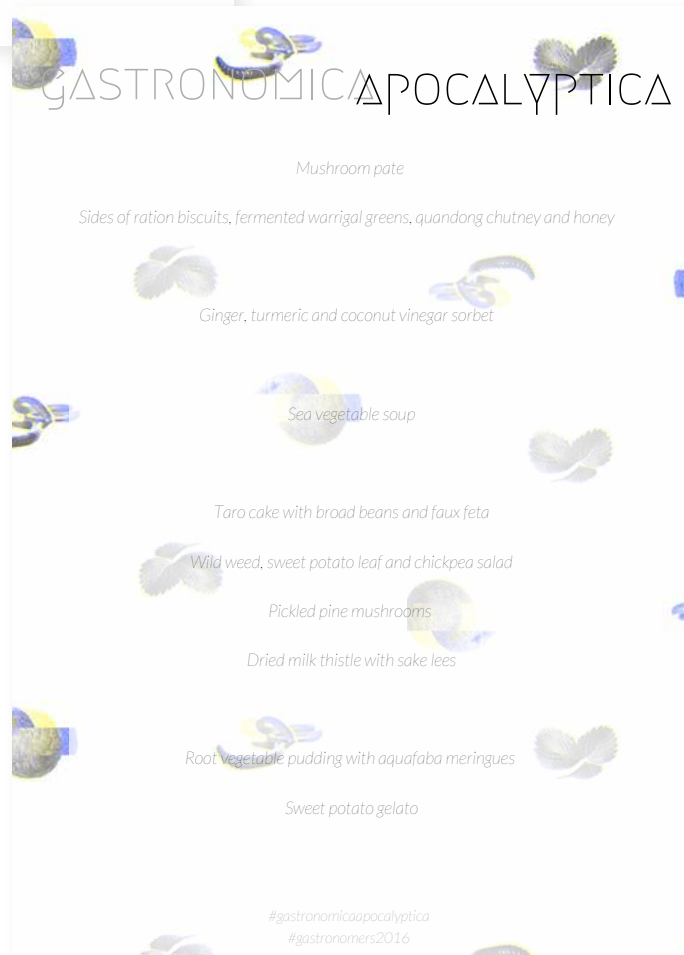 GASTRONOMICA APOCALYPTICA
Mushroom pate
Sides of ration biscuits, fermented warrigal greens, quandong chutney and honey
Ginger, turmeric and coconut vinegar sorbet
Sea vegetable soup
Taro cake with broad beans and faux feta
Wild weed, sweet potato leaf and chickpea salad
Pickled pine mushrooms
Dried milk thistle with sake lees
Root vegetable pudding with aquafaba meringues
Sweet potato gelato
#gastronomicaapocalyptica
#gastronomers2016